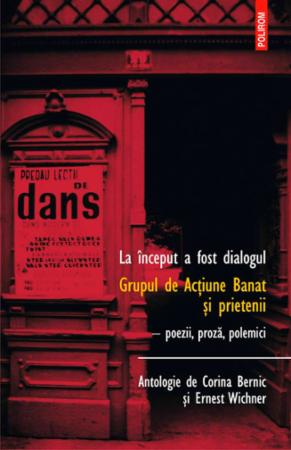 POLIROM
PREDAU LECTII
DE
dans
La început a fost dialogul
Grupul de Acţiune Banat
şi prietenii
– poezii, proză, polemici
Antologie de Corina Bernic
şi Ernest Wichner